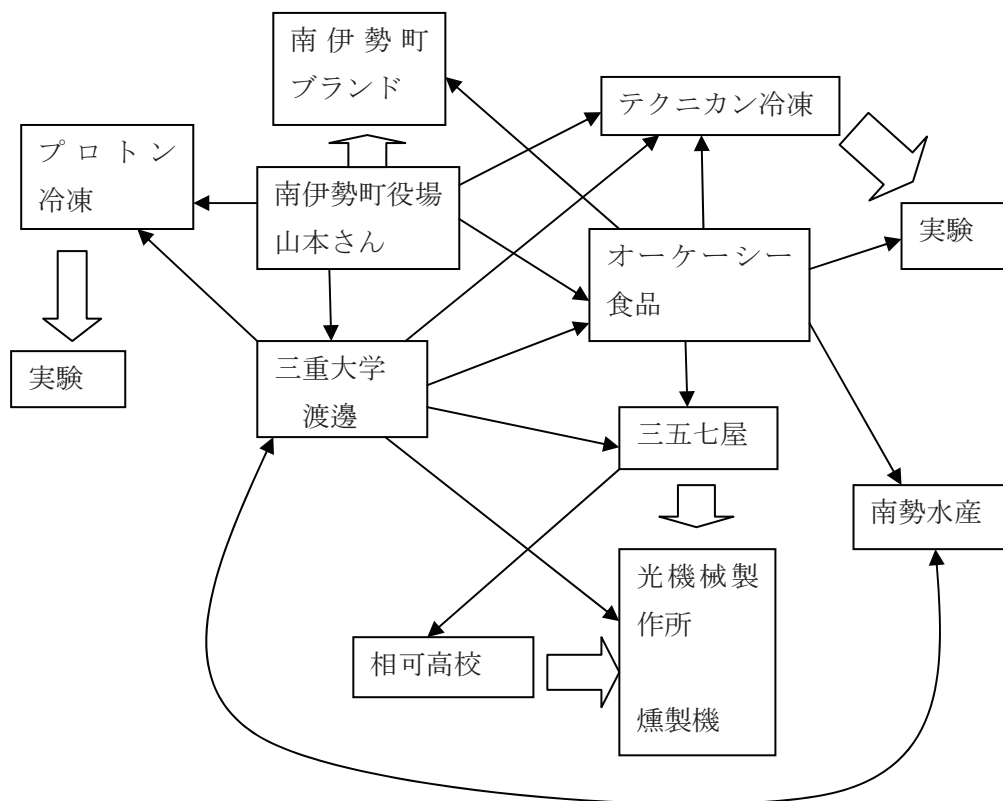 南伊勢町
ブランド
テクニカン冷凍
プロトン
冷凍
南伊勢町役場
山本さん
実験
オーケーシー
食品
実験
三重大学
渡邊
三五七屋
南勢水産
光機械製
作所
燻製機
相可高校